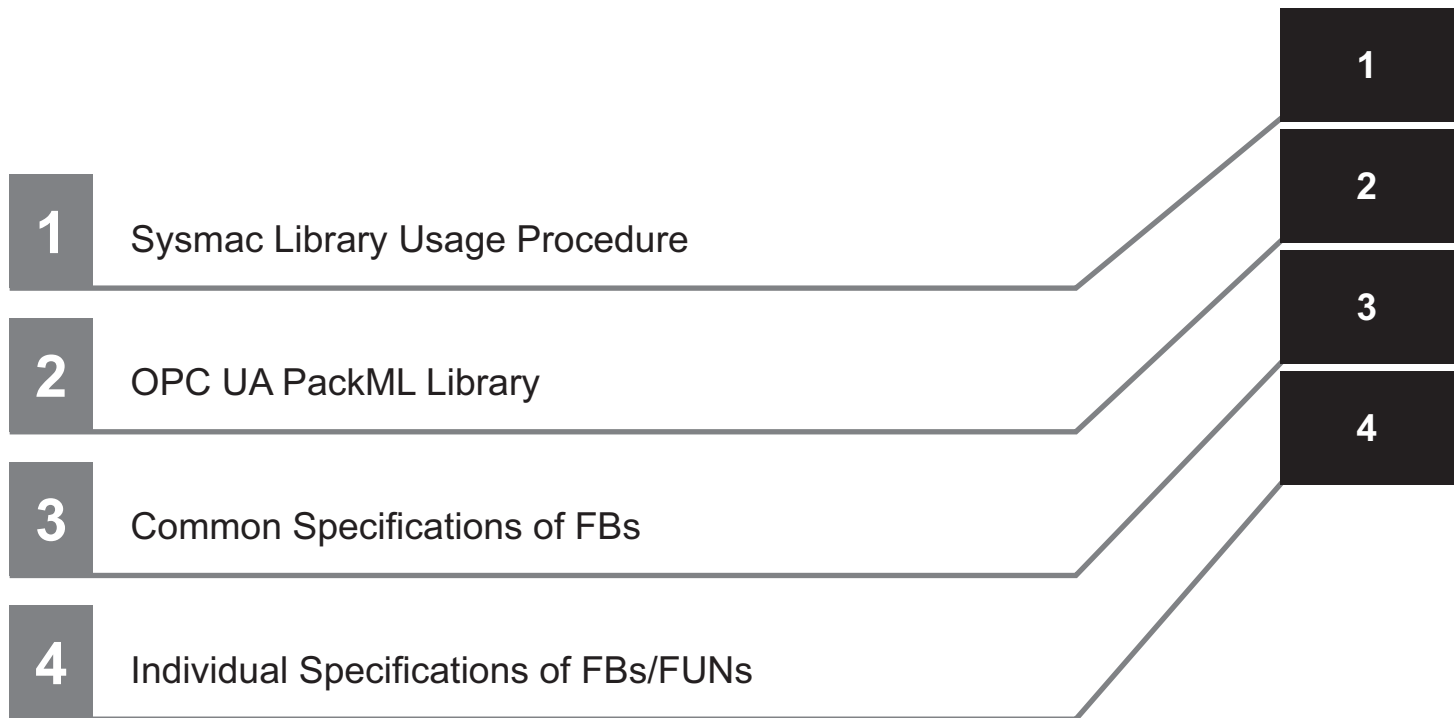 1
2
3
4
1 Sysmac Library Usage Procedure
2 OPC UA PackML Library
3 Common Specifications of FBs
4 Individual Specifications of FBs/FUNs